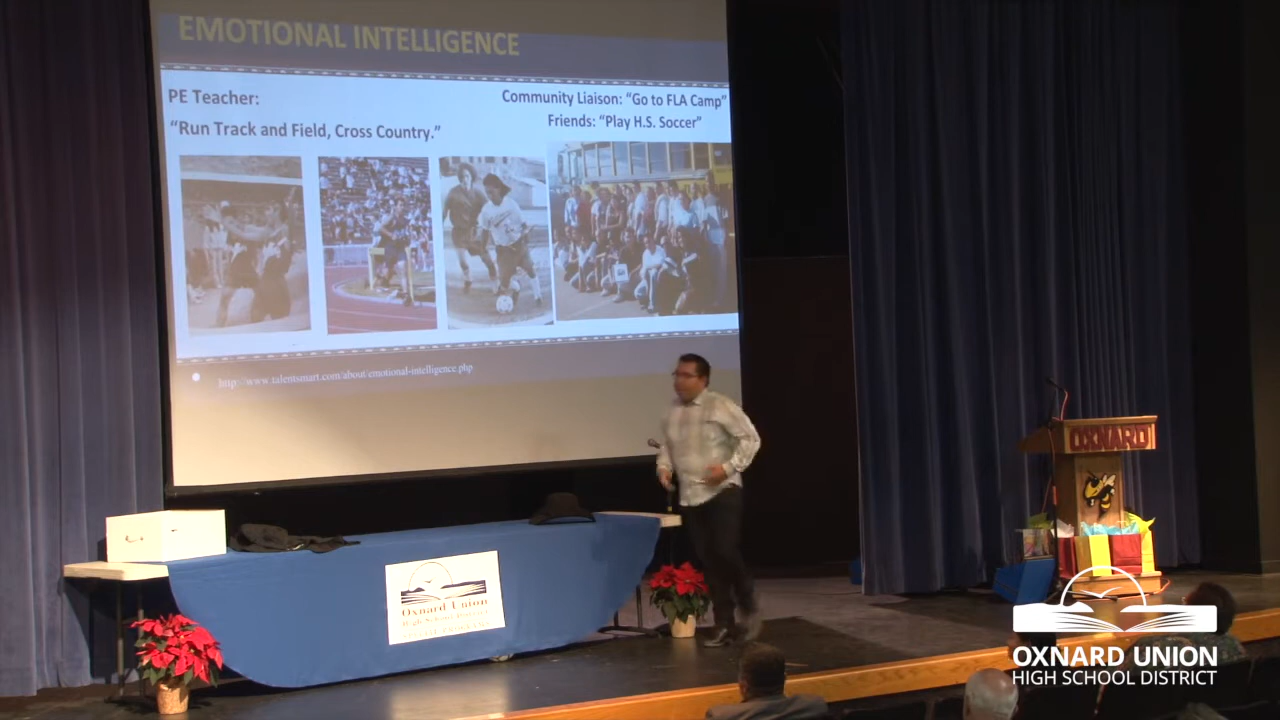 EMOTIONAL INTELLIGENCE
PE Teacher:
Community Liaison: “Go to FLA Camp”
“Run Track and Field, Cross Country.”
Friends: “Play H.S. Soccer”
http://www.talentsmart.com/about/emotional-intelligence.php
OXNARD
Oxnard Union
High School District
OXNARD UNION
HIGH SCHOOL DISTRICT